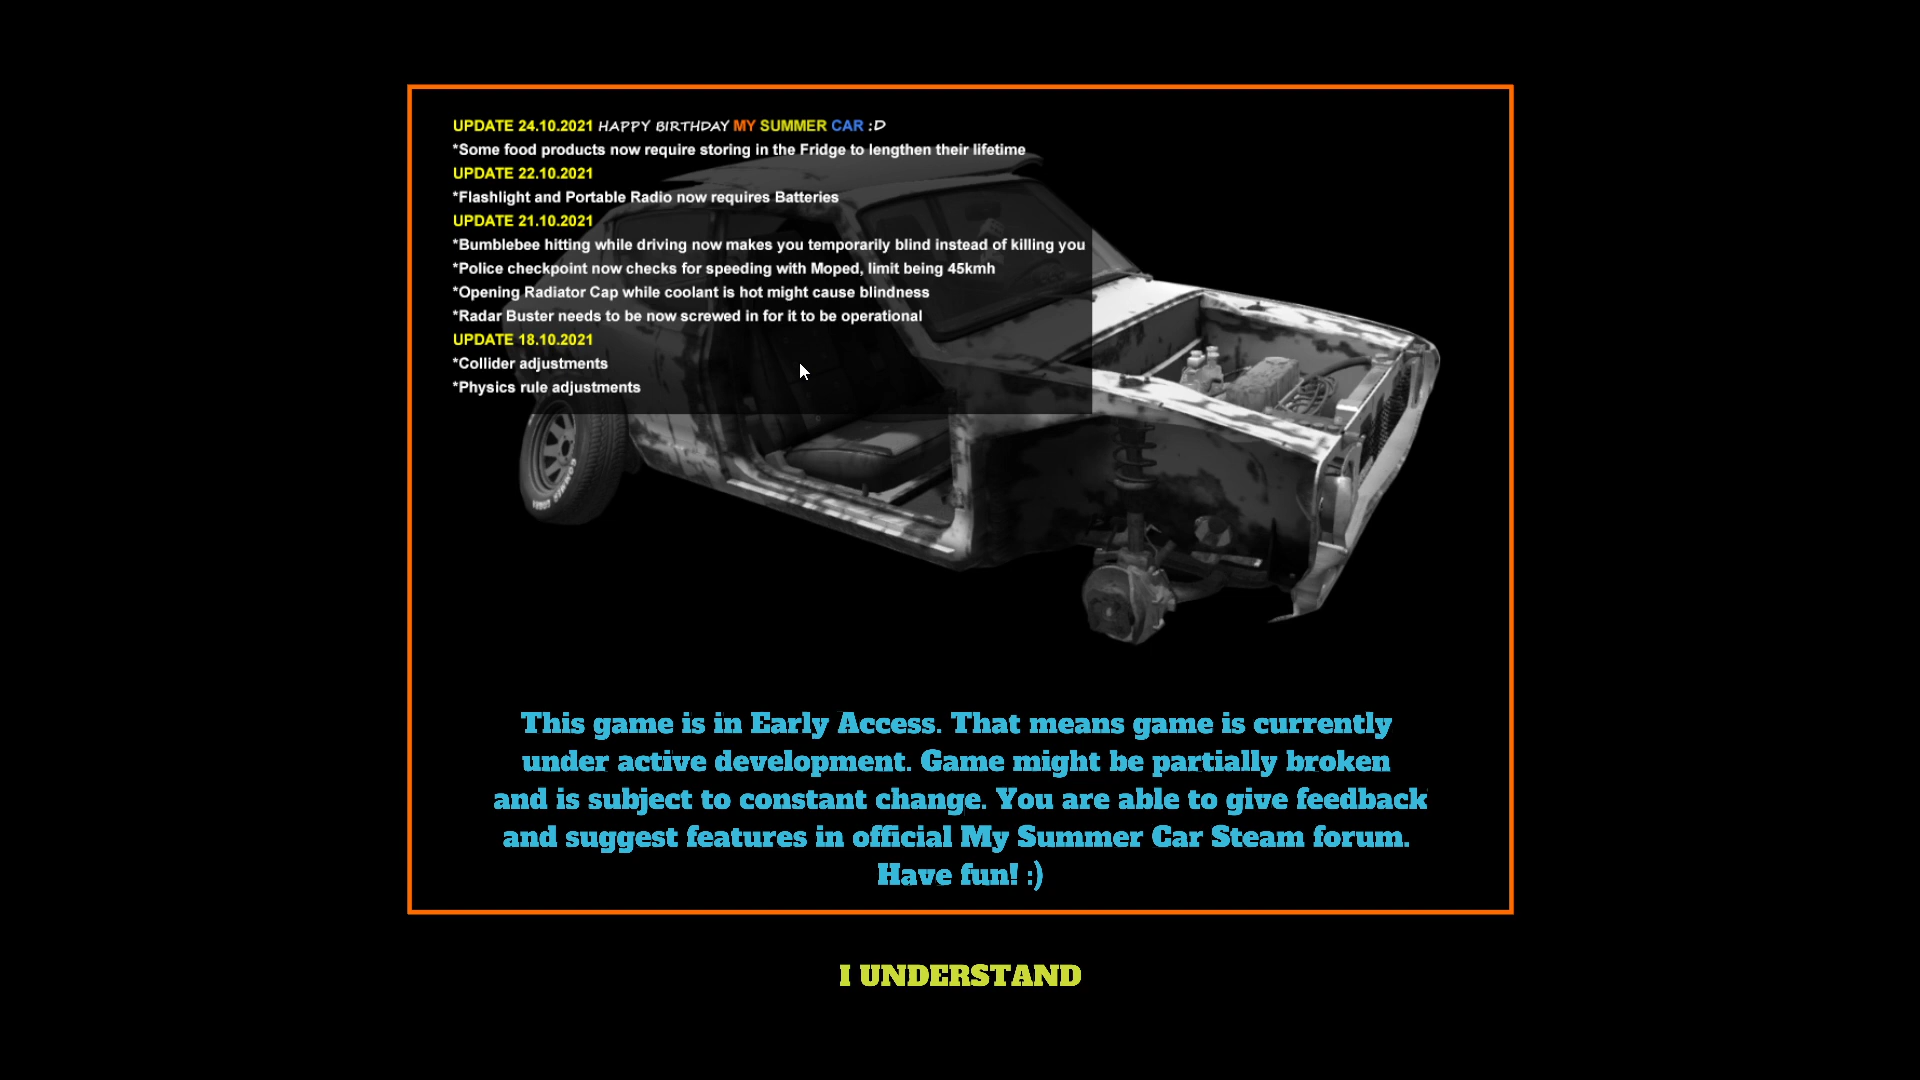 UPDATE 24.10.2021 HAPPY BIRTHDAY MY SUMMER CAR :D
*Some food products now require storing in the Fridge to lengthen their lifetime
UPDATE 22.10.2021
*Flashlight and Portable Radio now requires Batteries
UPDATE 21.10.2021
*Bumblebee hitting while driving now makes you temporarily blind instead of killing you
*Police checkpoint now checks for speeding with Moped, limit being 45kmh
*Opening Radiator Cap while coolant is hot might cause blindness
*Radar Buster needs to be now screwed in for it to be operational
UPDATE 18.10.2021
*Collider adjustments
*Physics rule adjustments
This game is in Early Access. That means game is currently
under active development. Game might be partially broken
and is subject to constant change. You are able to give feedback
and suggest features in official My Summer Car Steam forum.
Have fun! :)
I UNDERSTAND